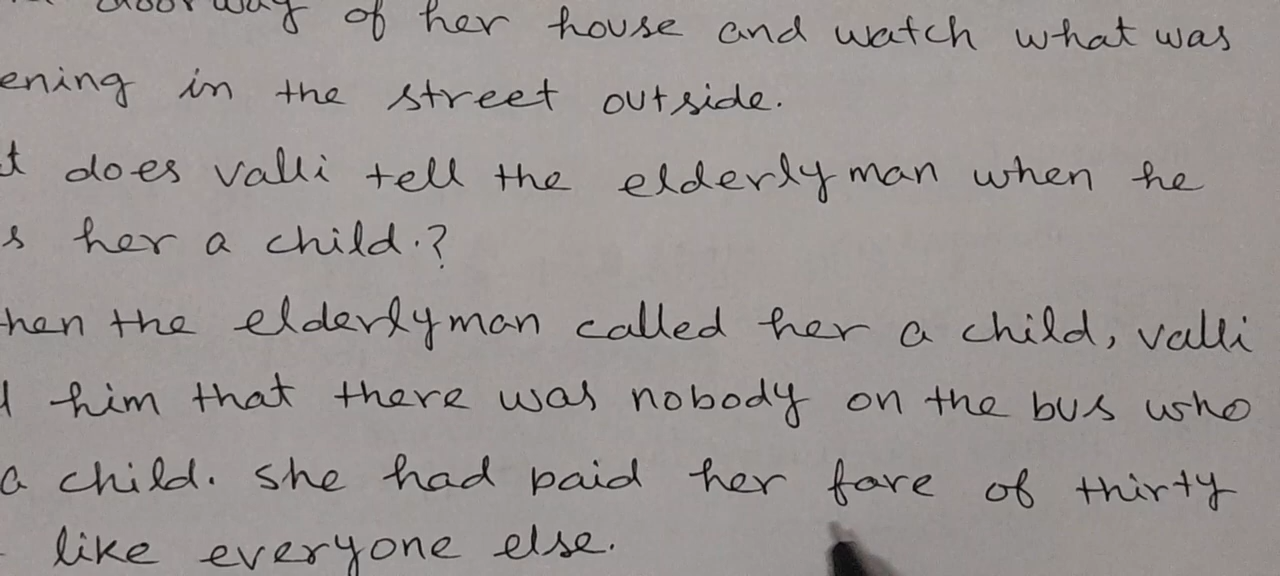 doorway of her house and watch what was
ening in the street outside.
t does valli tell the elderlyman when he
s her a child.?
hen the elderlyman called her a child, valli
d him that there was nobody on the bus who
a child. She had paid her fare of thirty
like everyone else.